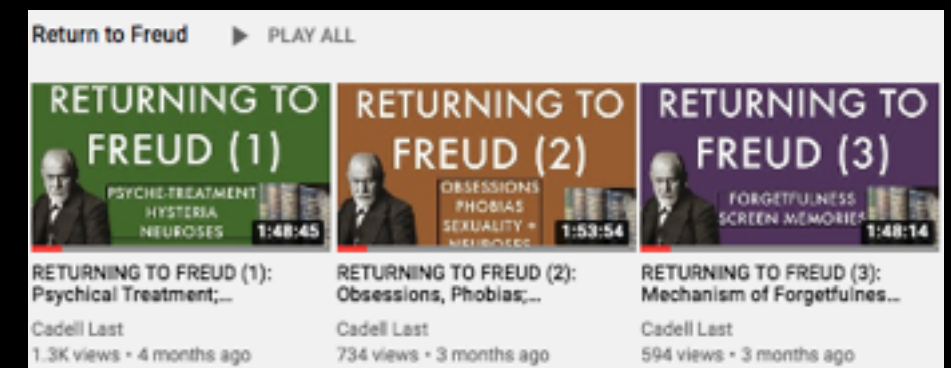 Return to Freud PLAY ALL
RETURNING TO
FREUD (1)
PSYCHE-TREATMENT
HYSTERIA
NEUROSES
1:48:45
RETURNING TO FREUD (1):
Psychical Treatment;...
Cadell Last
1.3K views • 4 months ago
RETURNING TO
FREUD (2)
OBSESSIONS
PHOBIAS
SEXUALITY +
NEUROSES
1:53:54
RETURNING TO FREUD (2):
Obsessions, Phobias;...
Cadell Last
734 views • 3 months ago
RETURNING TO
FREUD (3)
FORGETFULNESS
SCREEN MEMORIES
1:48:14
RETURNING TO FREUD (3):
Mechanism of Forgetfulnes...
Cadell Last
594 views • 3 months ago